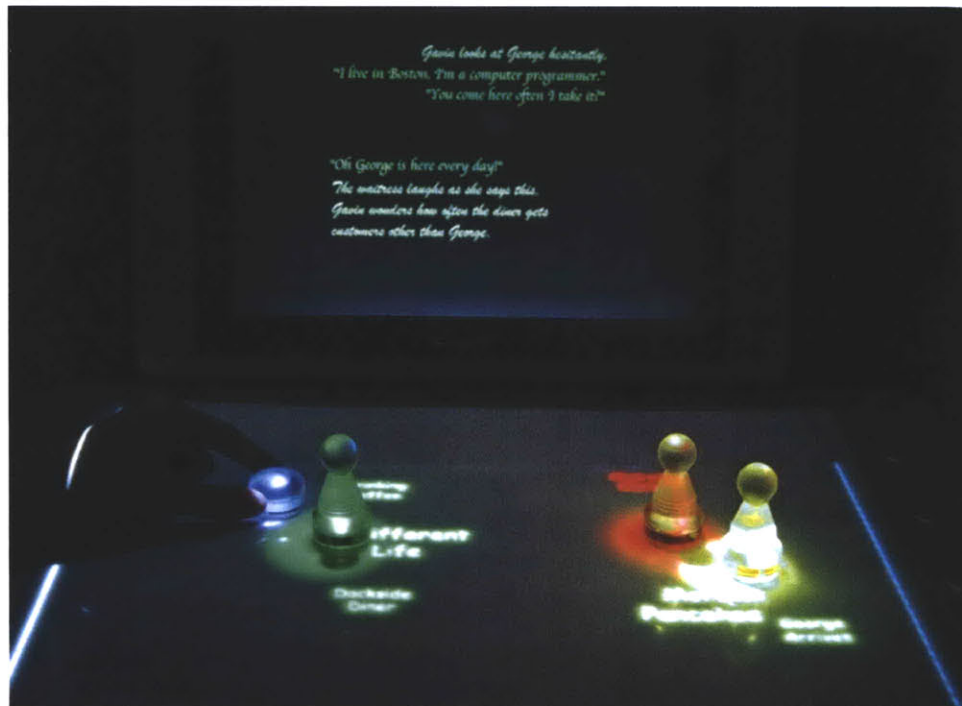 Gavin looks at George hesitantly.
"I live in Boston. I'm a computer programmer."
"You come here often I take it?"
"Oh George is here every day!"
The waitress laughs as she says this.
Gavin wonders how often the diner gets
customers other than George.
Life
Dockside
Diner
Pancakes
George
Arrives